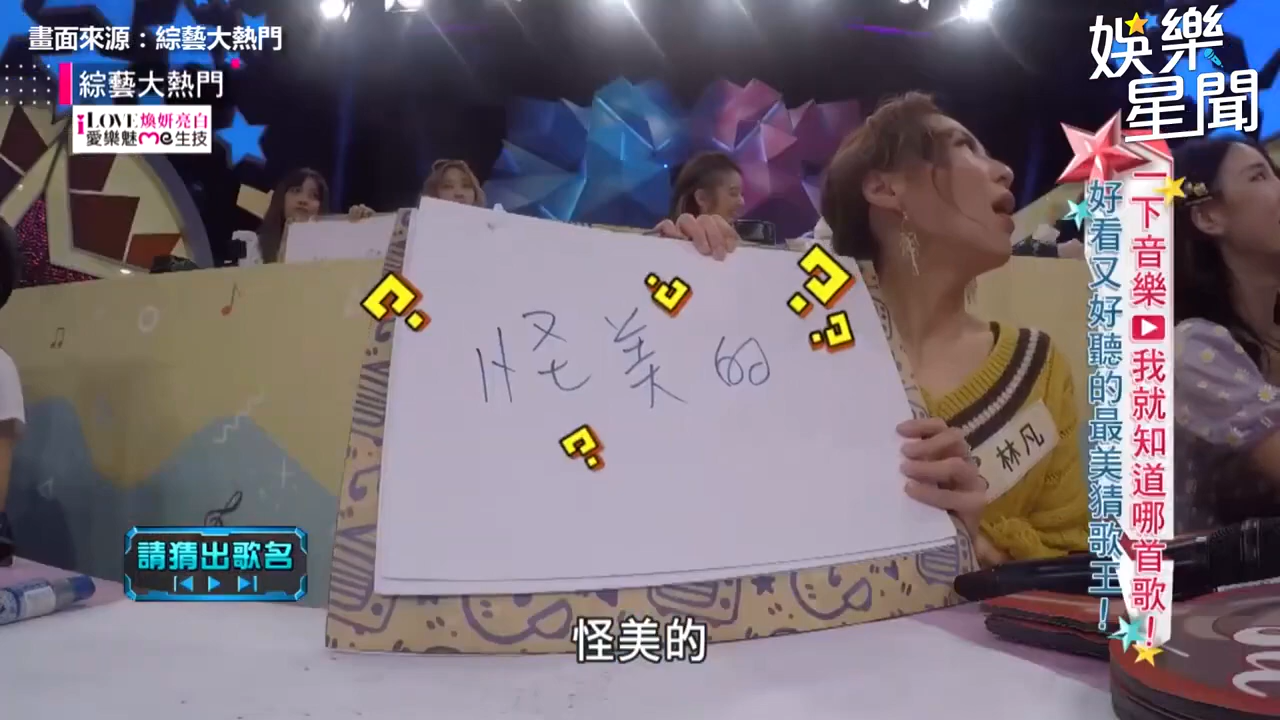 畫面來源：綜藝大熱門
綜藝大熱門
iLOVE 煥妍亮白
愛樂魅me生技
娛樂
星聞
一下音樂我就知道哪首歌！
好看又好聽的最美猜歌王！
怪美的
林凡
請猜出歌名
怪美的